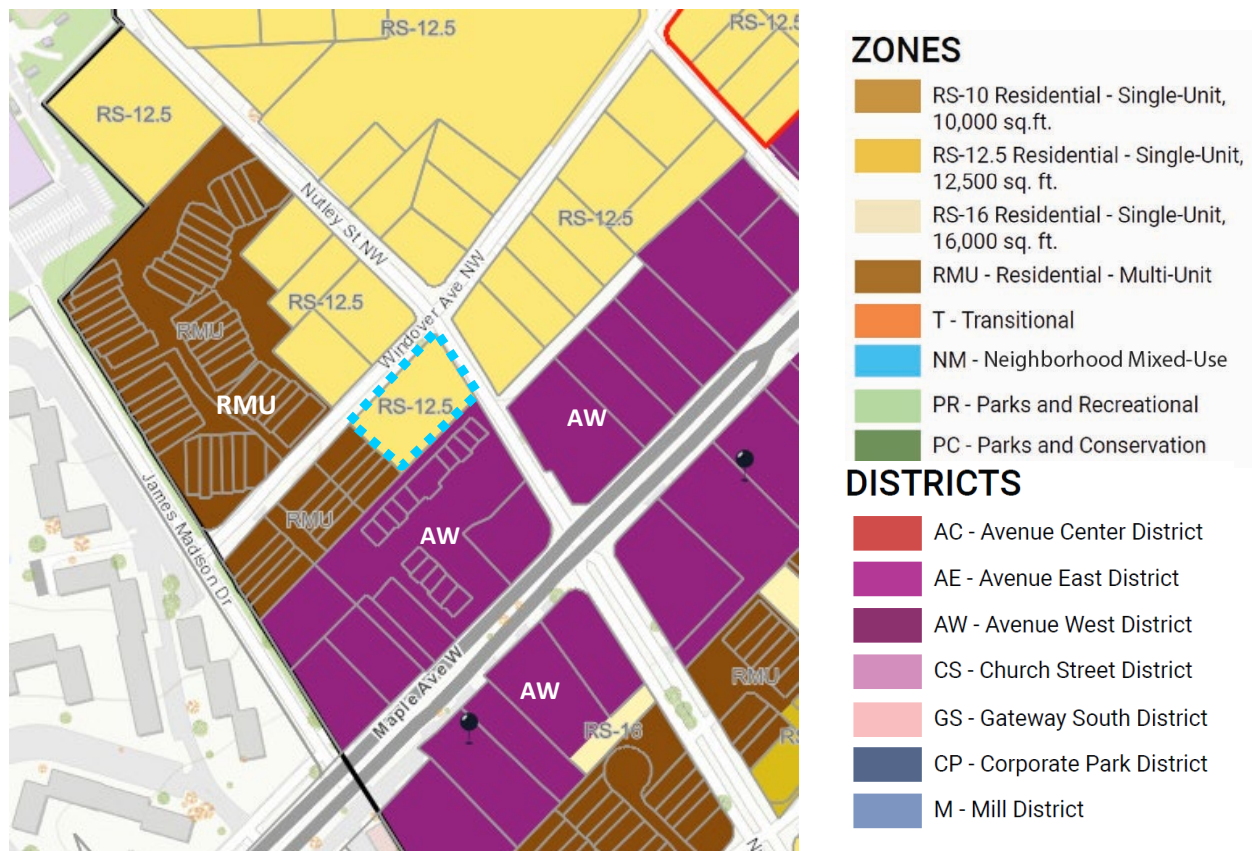 RS-12.5
RS-12.5
RS-12.5
Nutley St NW
RS-12.5
Windover Ave NW
RS-12.5
RMU
RMU
RS-12.5
AW
James Madison Dr
RMU
AW
Maple Ave W
RMU
AW
RS-16
RS
N
ZONES
RS-10 Residential - Single-Unit,
10,000 sq.ft.
RS-12.5 Residential - Single-Unit,
12,500 sq. ft.
RS-16 Residential - Single-Unit,
16,000 sq. ft.
RMU - Residential - Multi-Unit
T - Transitional
NM - Neighborhood Mixed-Use
PR - Parks and Recreational
PC - Parks and Conservation
DISTRICTS
AC - Avenue Center District
AE - Avenue East District
AW - Avenue West District
CS - Church Street District
GS - Gateway South District
CP - Corporate Park District
M - Mill District